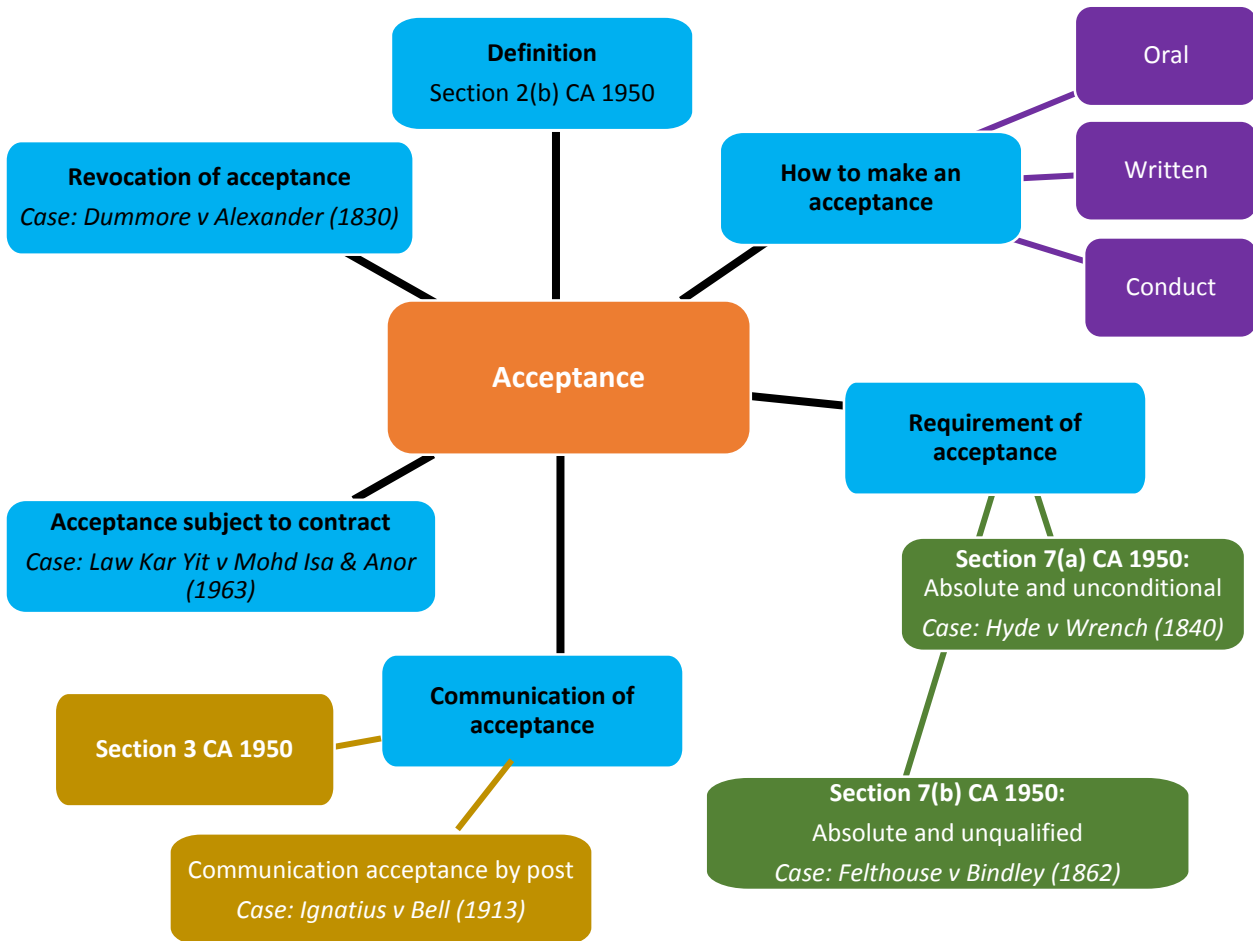 Definition
Section 2(b) CA 1950
Oral
Revocation of acceptance
Case: Dummore v Alexander (1830)
How to make an
acceptance
Written
Conduct
Acceptance
Requirement of
acceptance
Acceptance subject to contract
Case: Law Kar Yit v Mohd Isa & Anor
(1963)
Section 7(a) CA 1950:
Absolute and unconditional
Case: Hyde v Wrench (1840)
Communication of
acceptance
Section 3 CA 1950
Section 7(b) CA 1950:
Absolute and unqualified
Case: Felthouse v Bindley (1862)
Communication acceptance by post
Case: Ignatius v Bell (1913)